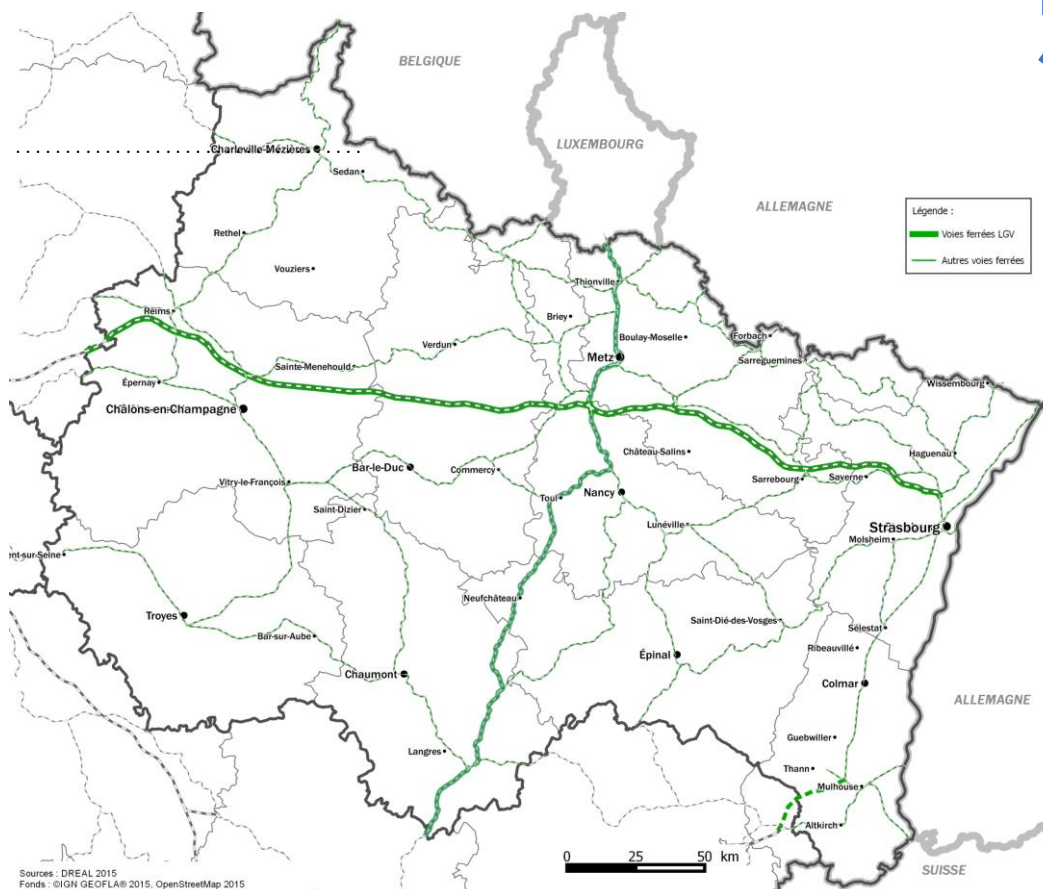 BELGIQUE
LUXEMBOURG
Charleville-Mézières
Sedan
ALLEMAGNE
Légende :
Voies ferrées LGV
Autres voies ferrées
Rethel
Vouziers
Thionville
Reims
Briey
Boulay-Moselle
Forbach
Verdun
Metz
Sarreguemines
Sainte-Menehould
Épernay
Wissembourg
Châlons-en-Champagne
Château-Salins
Haguenau
Bar-le-Duc
Commercy
Vitry-le-François
Sarrebourg
Saverne
Toul
Nancy
Saint-Dizier
Lunéville
Strasbourg
Molsheim
ent-sur-Seine
Neufchâteau
Troyes
Saint-Dié-des-Vosges
Sélestat
Bar-sur-Aube
Ribeauvillé
Épinal
Chaumont
Colmar
ALLEMAGNE
Guebwiller
Langres
Thann
Mulhouse
Altkirch
0 25 50 km
SUISSE
Sources : DREAL 2015
Fonds : ©IGN GEOFLA® 2015, OpenStreetMap 2015